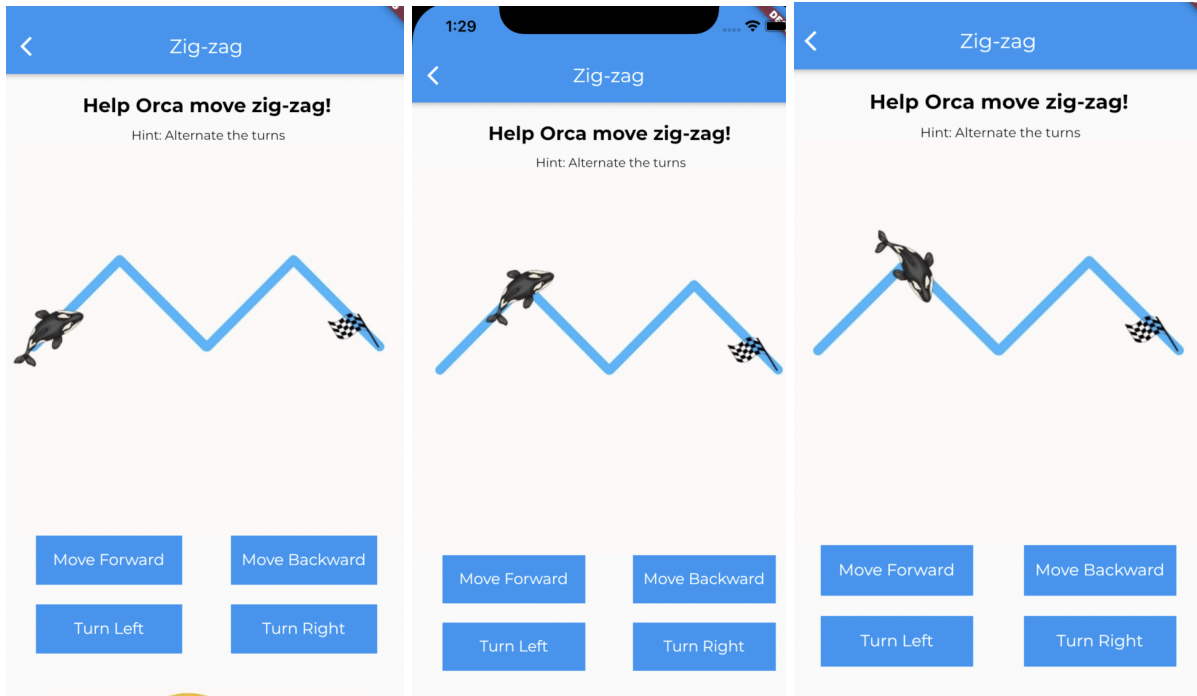 Zig-zag
Help Orca move zig-zag!
Hint: Alternate the turns
Move Forward
Move Backward
Turn Left
Turn Right
1:29
Zig-zag
Help Orca move zig-zag!
Hint: Alternate the turns
Move Forward
Move Backward
Turn Left
Turn Right
Zig-zag
Help Orca move zig-zag!
Hint: Alternate the turns
Move Forward
Move Backward
Turn Left
Turn Right